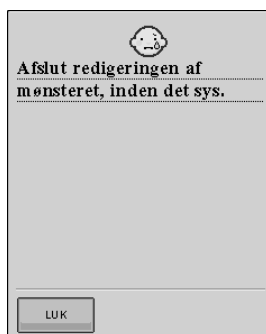 Afslut redigeringen af
mønsteret, inden det sys.
LUK